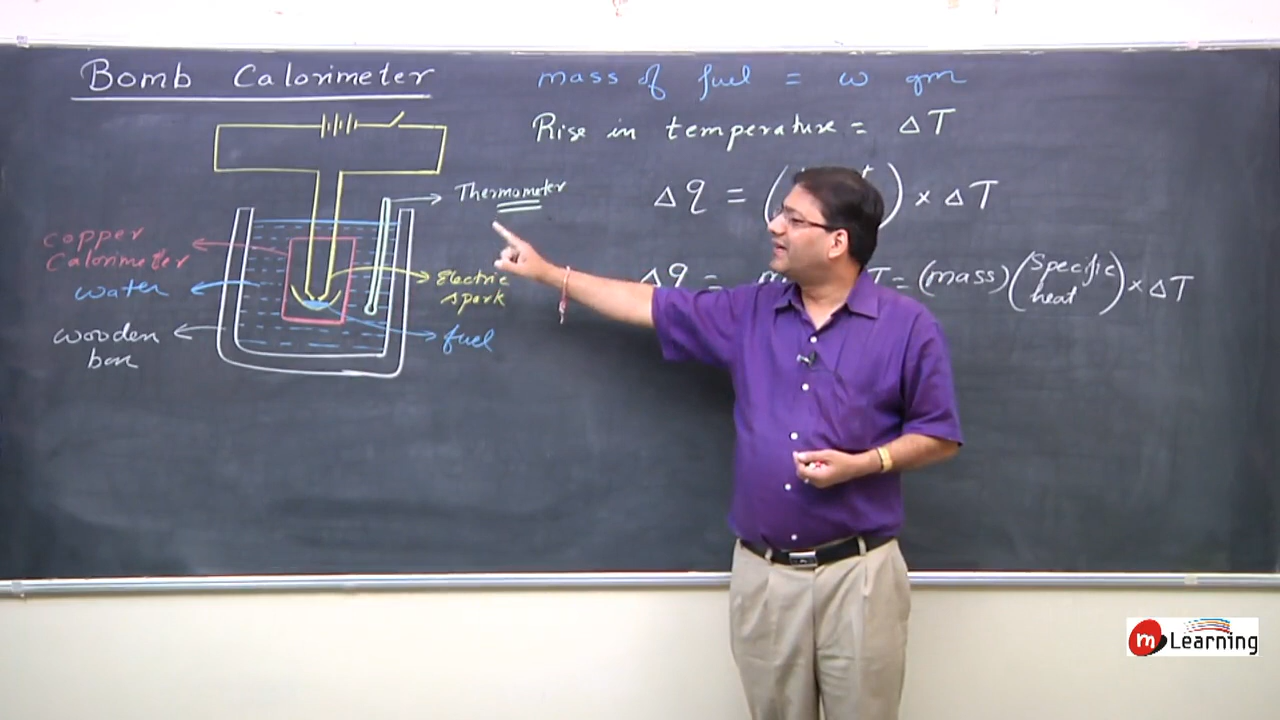 Bomb Calorimeter
mass of fuel = w gm
Rise in temperature = ΔT
Δq = ( ) × ΔT
Δq = T = (mass) (Specific heat) × ΔT
Thermometer
Copper
Calorimeter
water
wooden
box
Electric
spark
fuel
m Learning